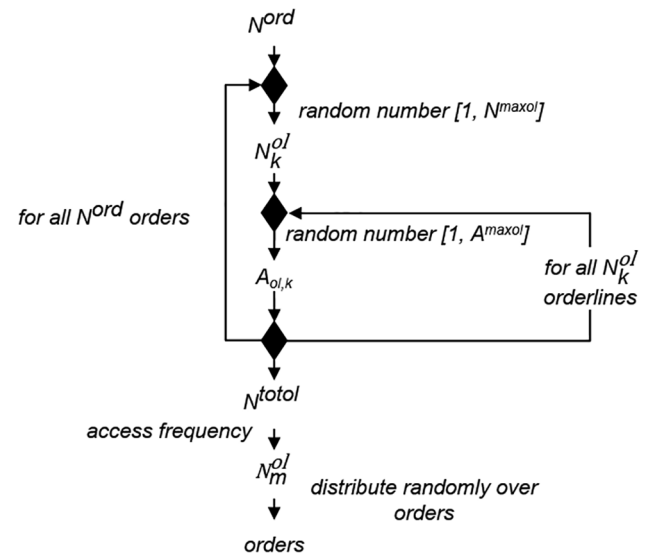 N^ord
random number [1, N^maxol]
N_k^ol
for all N^ord orders
random number [1, A^maxol]
for all N_k^ol
orderlines
A_ol,k
N^totol
access frequency
N_m^ol
distribute randomly over
orders
orders